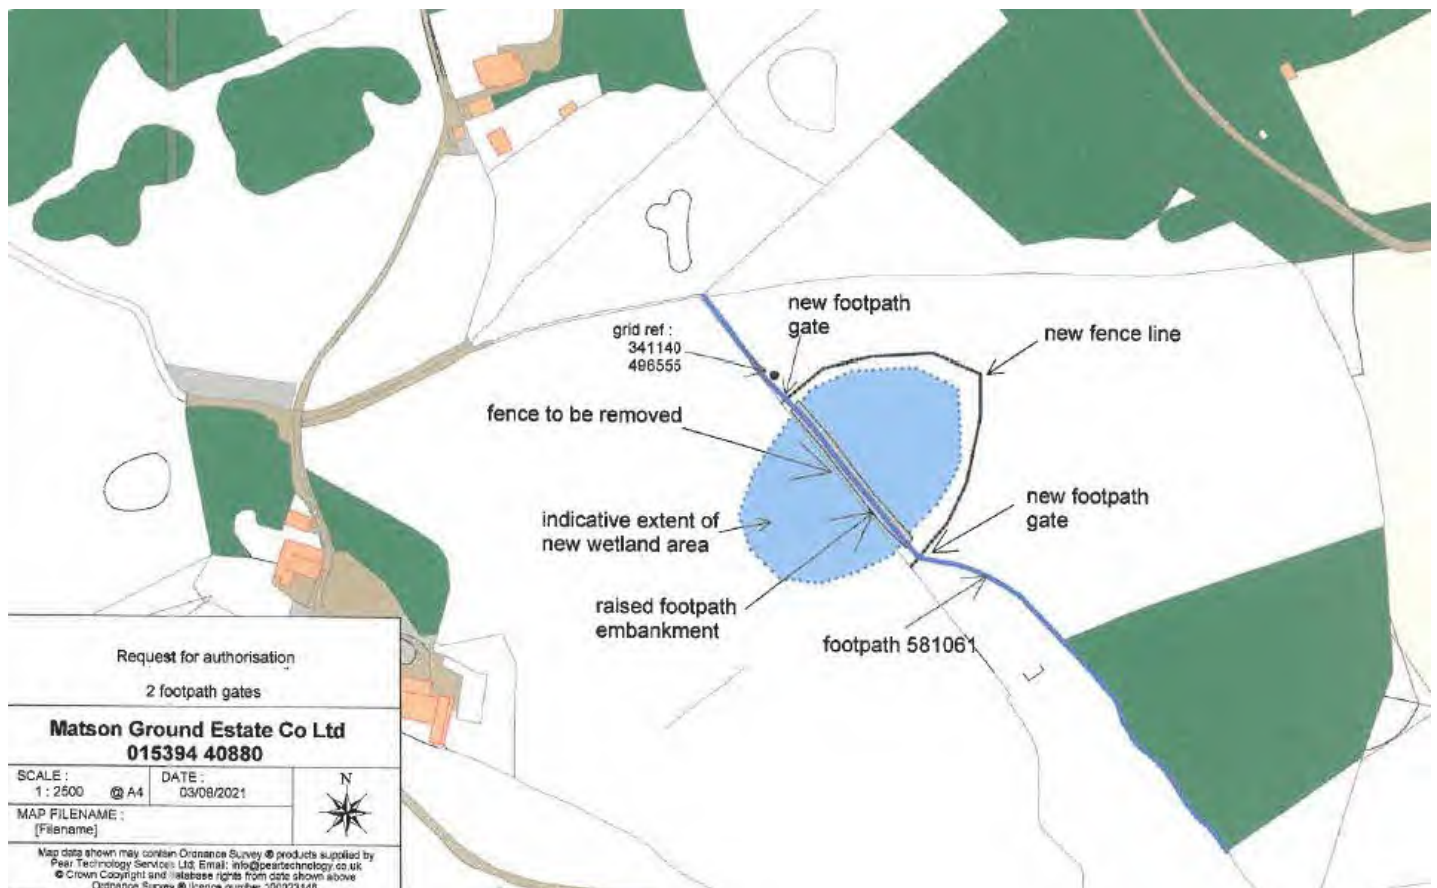 new footpath
gate
grid ref :
341140
496555
new fence line
fence to be removed
new footpath
gate
indicative extent of
new wetland area
raised footpath
embankment
footpath 581061
Request for authorisation
2 footpath gates
Matson Ground Estate Co Ltd
015394 40880
SCALE :
1 : 2500 @ A4
DATE :
03/08/2021
N
MAP FILENAME :
[Filename]
Map data shown may contain Ordnance Survey ® products supplied by
Pear Technology Services Ltd; Email: info@peartechnology.co.uk
© Crown Copyright and database rights from date shown above
Ordnance Survey ® licence number